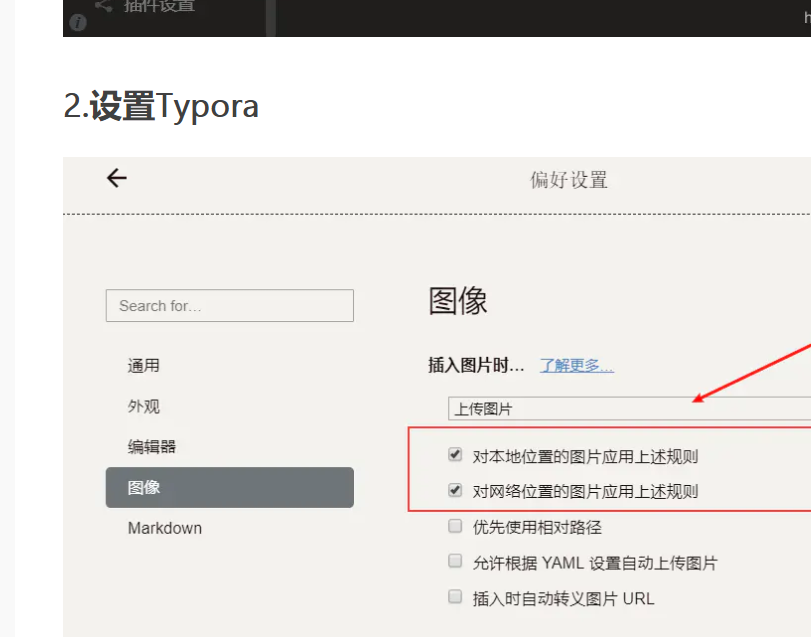 插件设置
h
2.设置Typora
偏好设置
Search for...
图像
通用
插入图片时... 了解更多...
外观
上传图片
编辑器
对本地位置的图片应用上述规则
图像
对网络位置的图片应用上述规则
Markdown
优先使用相对路径
允许根据 YAML 设置自动上传图片
插入时自动转义图片 URL